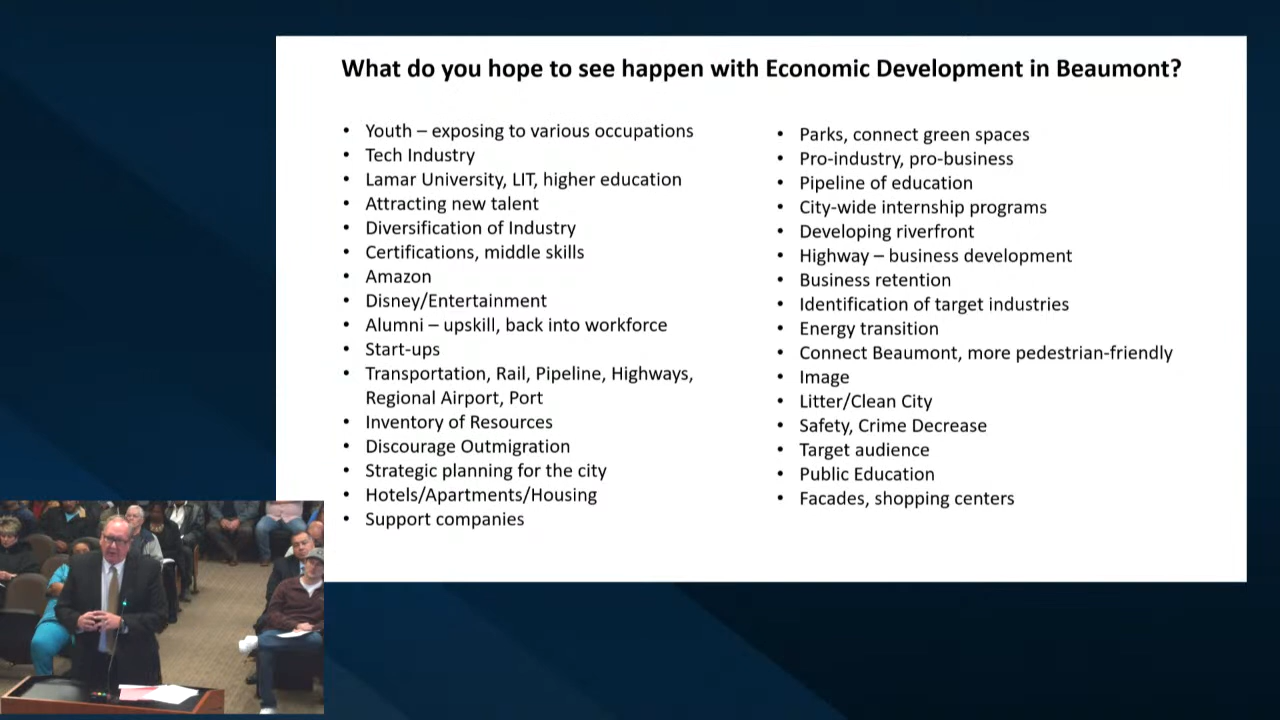 What do you hope to see happen with Economic Development in Beaumont?
• Youth – exposing to various occupations
• Tech Industry
• Lamar University, LIT, higher education
• Attracting new talent
• Diversification of Industry
• Certifications, middle skills
• Amazon
• Disney/Entertainment
• Alumni – upskill, back into workforce
• Start-ups
• Transportation, Rail, Pipeline, Highways,
Regional Airport, Port
• Inventory of Resources
• Discourage Outmigration
• Strategic planning for the city
• Hotels/Apartments/Housing
• Support companies
• Parks, connect green spaces
• Pro-industry, pro-business
• Pipeline of education
• City-wide internship programs
• Developing riverfront
• Highway – business development
• Business retention
• Identification of target industries
• Energy transition
• Connect Beaumont, more pedestrian-friendly
• Image
• Litter/Clean City
• Safety, Crime Decrease
• Target audience
• Public Education
• Facades, shopping centers